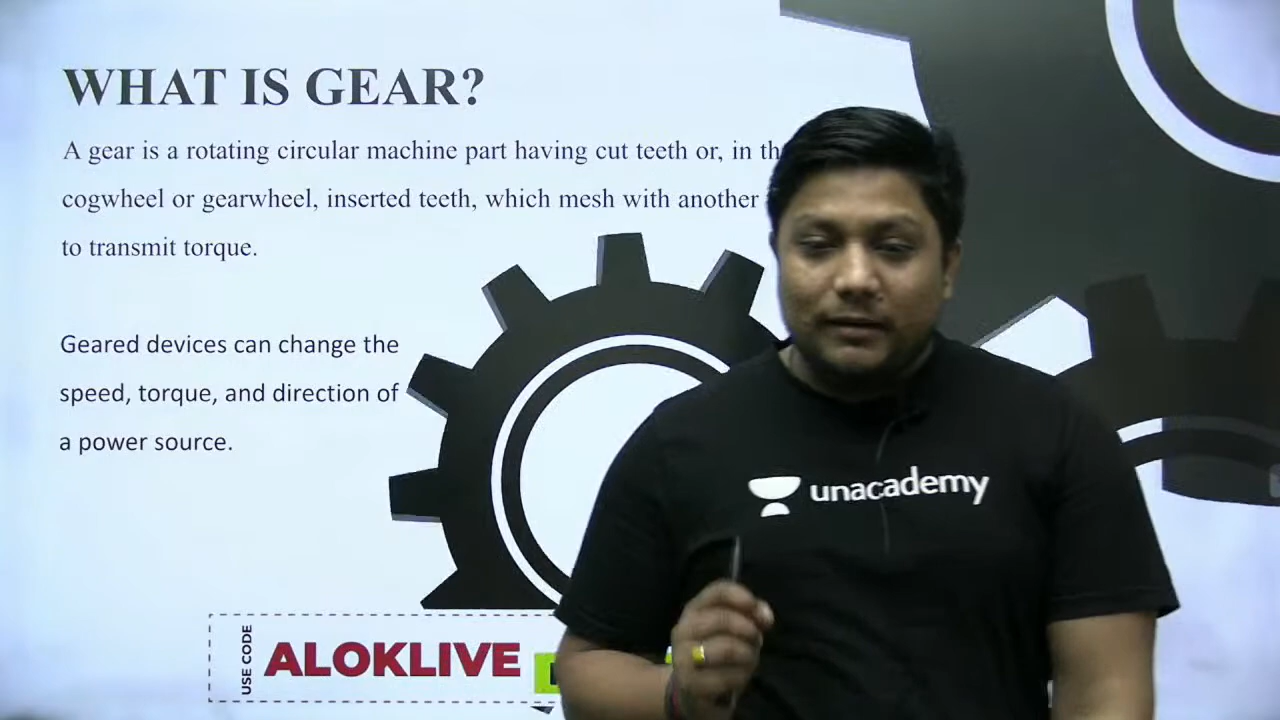 WHAT IS GEAR?
A gear is a rotating circular machine part having cut teeth or, in
cogwheel or gearwheel, inserted teeth, which mesh with another
to transmit torque.
Geared devices can change the
speed, torque, and direction of
a power source.
unacademy
USE CODE
ALOKLIVE